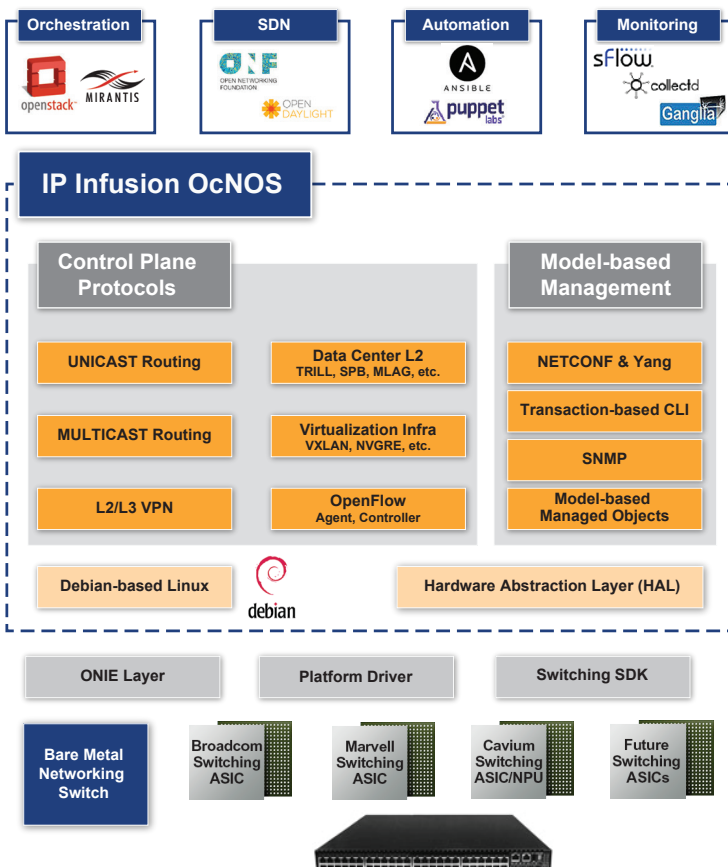 Orchestration
SDN
Automation
Monitoring
openstack
MIRANTIS
ONF
OPEN NETWORKING
FOUNDATION
OPEN
DAYLIGHT
A
ANSIBLE
puppet
labs
sFlow
collectd
Ganglia
IP Infusion OcNOS
Control Plane
Protocols
Model-based
Management
UNICAST Routing
Data Center L2
TRILL, SPB, MLAG, etc.
NETCONF & Yang
MULTICAST Routing
Virtualization Infra
VXLAN, NVGRE, etc.
Transaction-based CLI
SNMP
L2/L3 VPN
OpenFlow
Agent, Controller
Model-based
Managed Objects
Debian-based Linux
debian
Hardware Abstraction Layer (HAL)
ONIE Layer
Platform Driver
Switching SDK
Bare Metal
Networking
Switch
Broadcom
Switching
ASIC
Marvell
Switching
ASIC
Cavium
Switching
ASIC/NPU
Future
Switching
ASICs